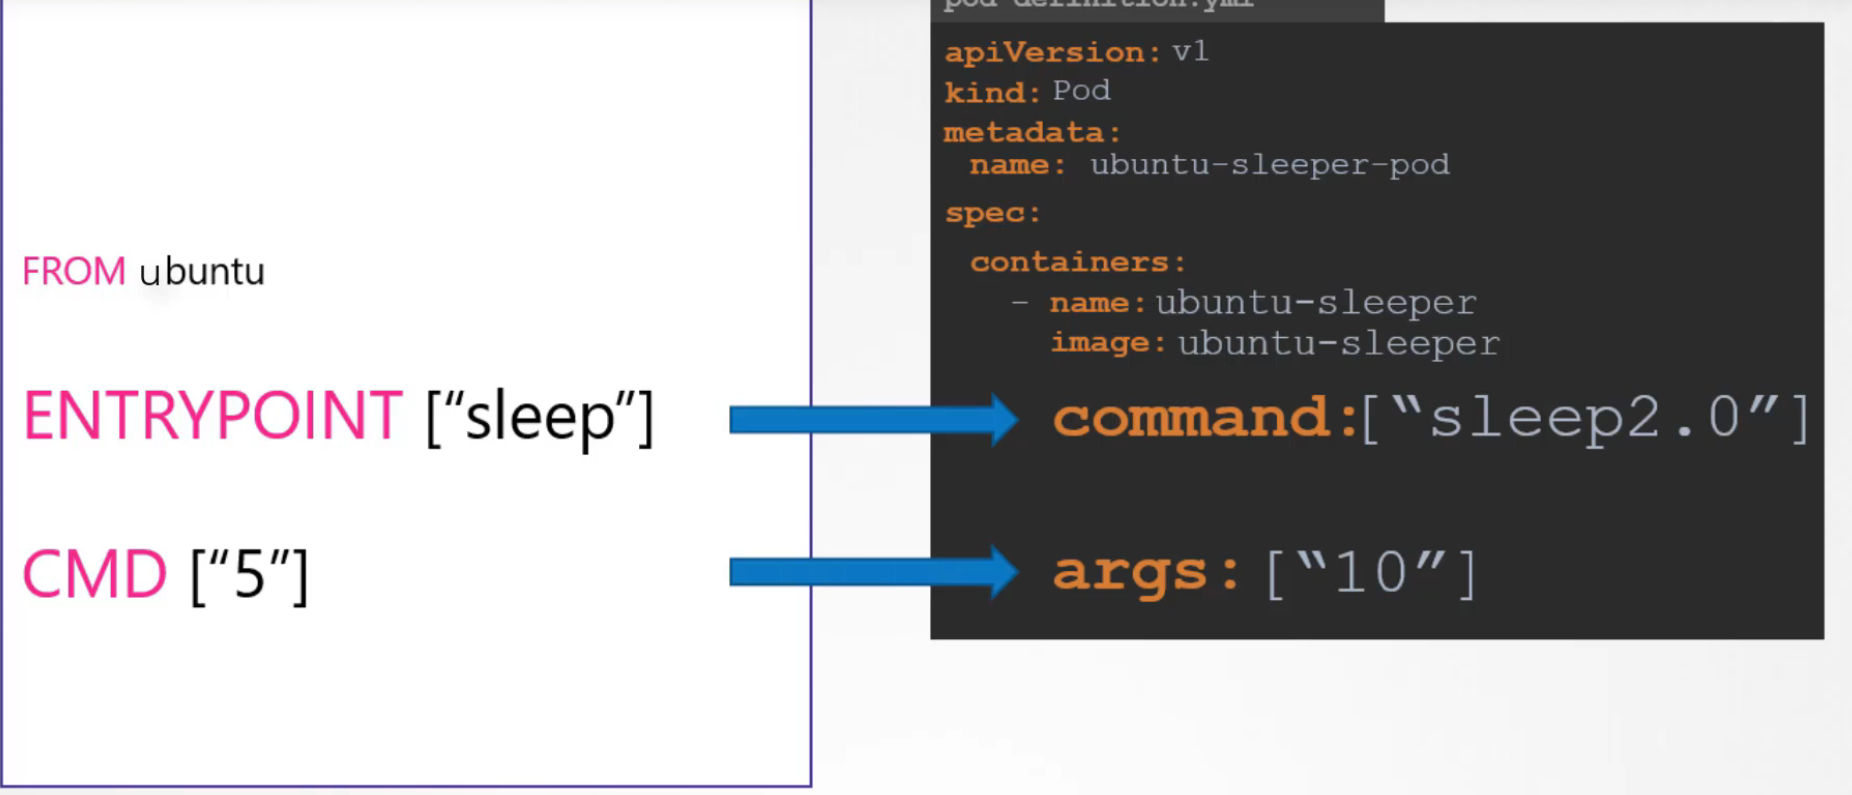 FROM ubuntu
ENTRYPOINT [“sleep”]
CMD [“5”]
pod-definition.yml
apiVersion: v1
kind: Pod
metadata:
name: ubuntu-sleeper-pod
spec:
containers:
- name: ubuntu-sleeper
image: ubuntu-sleeper
command:[“sleep2.0”]
args: [“10”]